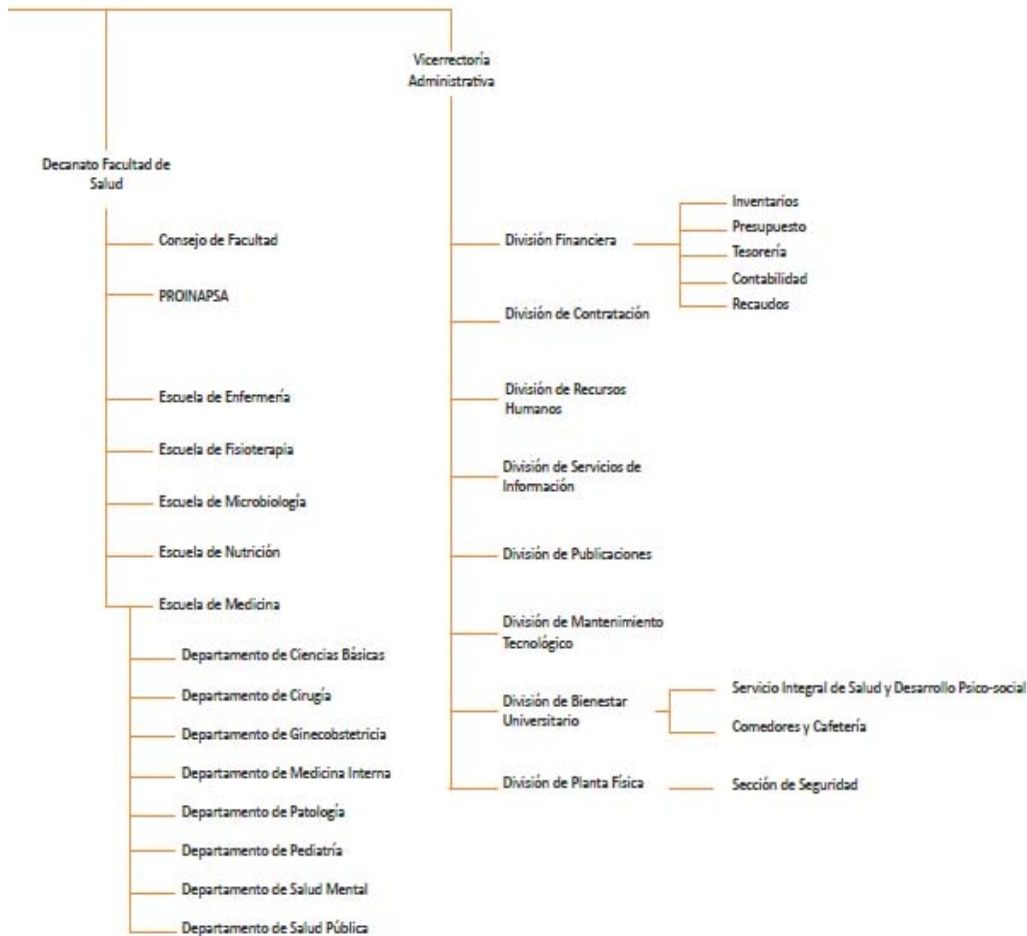 Decanato Facultad de
Salud
Consejo de Facultad
PROINAPSA
Escuela de Enfermería
Escuela de Fisioterapia
Escuela de Microbiología
Escuela de Nutrición
Escuela de Medicina
Departamento de Ciencias Básicas
Departamento de Cirugía
Departamento de Ginecobstetricia
Departamento de Medicina Interna
Departamento de Patología
Departamento de Pediatría
Departamento de Salud Mental
Departamento de Salud Pública
Vicerrectoría
Administrativa
División Financiera
Inventarios
Presupuesto
Tesorería
Contabilidad
Recaudos
División de Contratación
División de Recursos
Humanos
División de Servicios de
Información
División de Publicaciones
División de Mantenimiento
Tecnológico
División de Bienestar
Universitario
Servicio Integral de Salud y Desarrollo Psico-social
Comedores y Cafetería
División de Planta Física
Sección de Seguridad